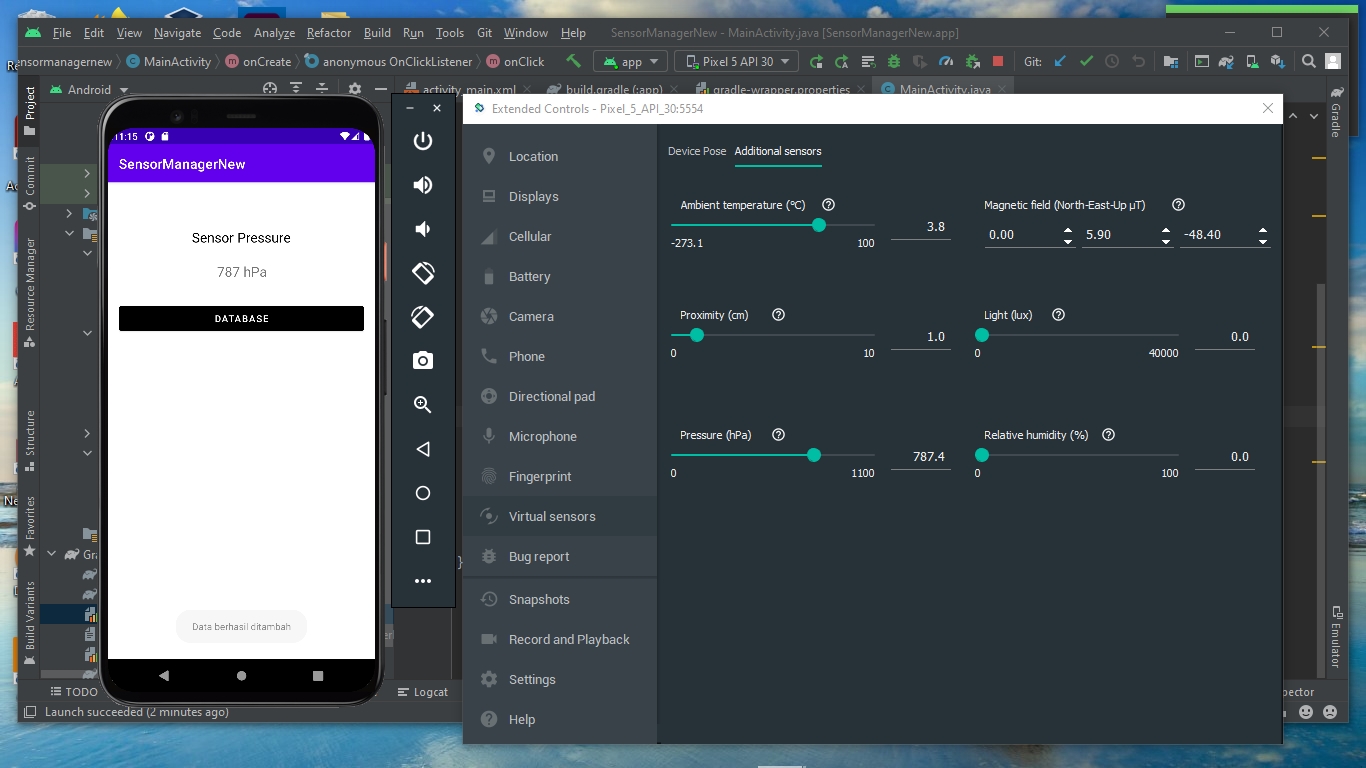 File Edit View Navigate Code Analyze Refactor Build Run Tools Git Window Help SensorManagerNew - MainActivity.java [SensorManagerNew.app]
ensormanagernew MainActivity onCreate anonymous OnClickListener onClick app Pixel 5 API 30 Git:
Android activity_main.xml build.gradle (:app) gradle-wrapper.properties MainActivity.java
Project
Commit
Resource Manager
Structure
Favorites
Build Variants
Gradle
Emulator
11:15
SensorManagerNew
Sensor Pressure
787 hPa
DATABASE
Data berhasil ditambah
Extended Controls - Pixel_5_API_30:5554
Location
Displays
Cellular
Battery
Camera
Phone
Directional pad
Microphone
Fingerprint
Virtual sensors
Bug report
Snapshots
Record and Playback
Settings
Help
Device Pose Additional sensors
Ambient temperature (°C)
3.8
-273.1 100
Magnetic field (North-East-Up µT)
0.00 5.90 -48.40
Proximity (cm)
1.0
0 10
Light (lux)
0.0
0 40000
Pressure (hPa)
787.4
0 1100
Relative humidity (%)
0.0
0 100
}
Gra
TODO Logcat pector
Launch succeeded (2 minutes ago)